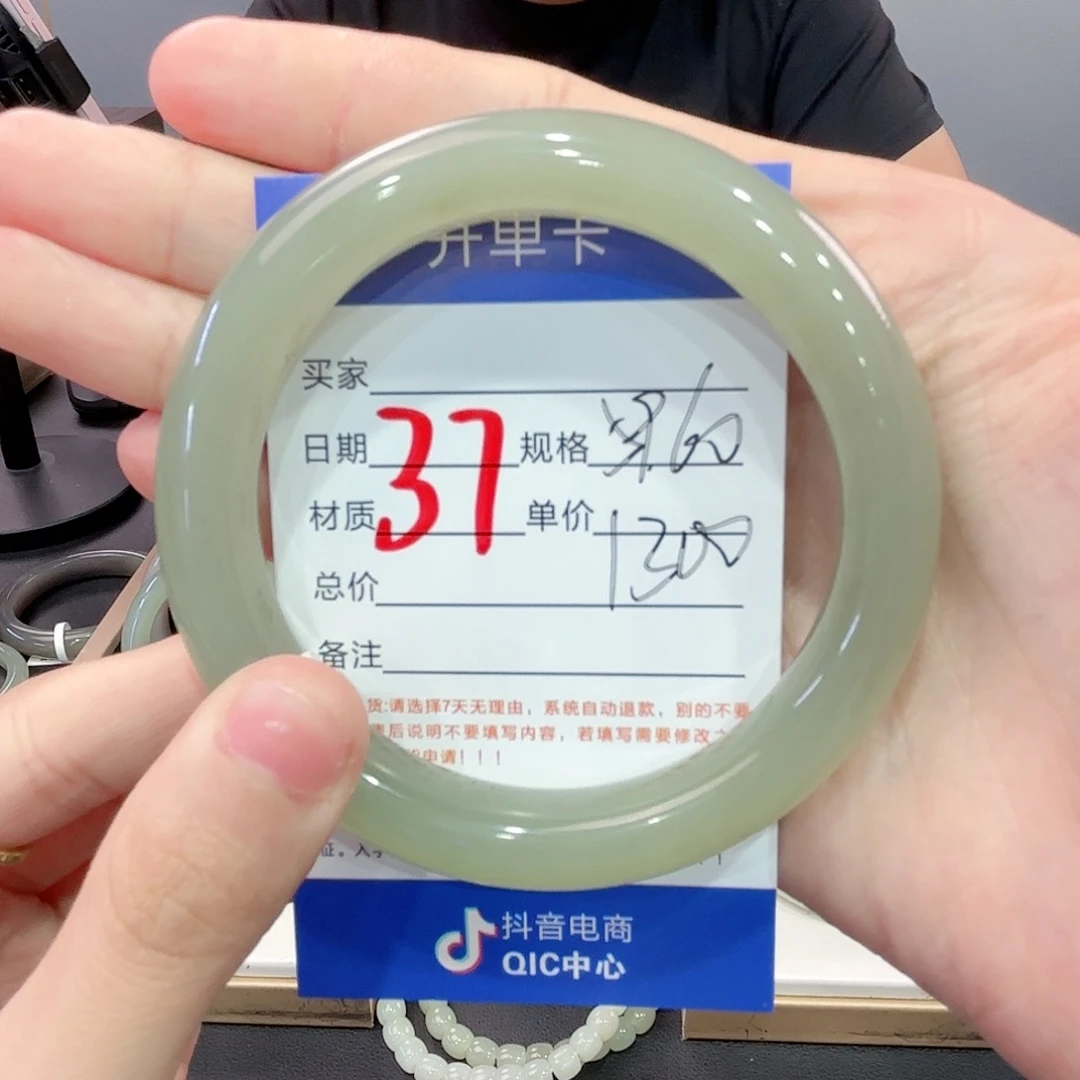 开单卡
买家
日期 37 规格
材质 单价 1300
总价
备注
货:请选择7天无理由，系统自动退款，别的不要
售后说明不要填写内容，若填写需要修改
申请！！！
抖音电商
QIC中心